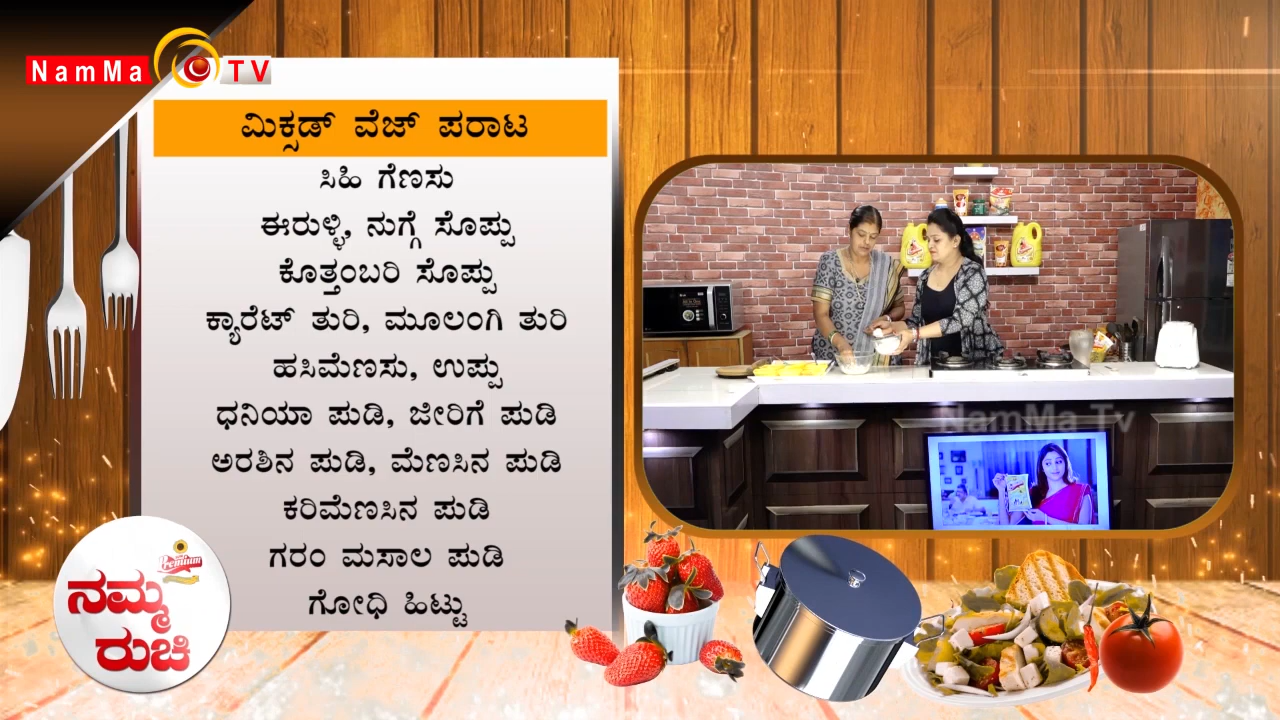 NamMa TV
ಮಿಕ್ಸಡ್ ವೆಜ್ ಪರಾಟ
ಸಿಹಿ ಗೆಣಸು
ಈರುಳ್ಳಿ, ನುಗ್ಗೆ ಸೊಪ್ಪು
ಕೊತ್ತಂಬರಿ ಸೊಪ್ಪು
ಕ್ಯಾರೆಟ್ ತುರಿ, ಮೂಲಂಗಿ ತುರಿ
ಹಸಿಮೆಣಸು, ಉಪ್ಪು
ಧನಿಯಾ ಪುಡಿ, ಜೀರಿಗೆ ಪುಡಿ
ಅರಶಿನ ಪುಡಿ, ಮೆಣಸಿನ ಪುಡಿ
ಕರಿಮೆಣಸಿನ ಪುಡಿ
ಗರಂ ಮಸಾಲ ಪುಡಿ
ಗೋಧಿ ಹಿಟ್ಟು
NamMa Tv
Premium
ನಮ್ಮ
ರುಚಿ